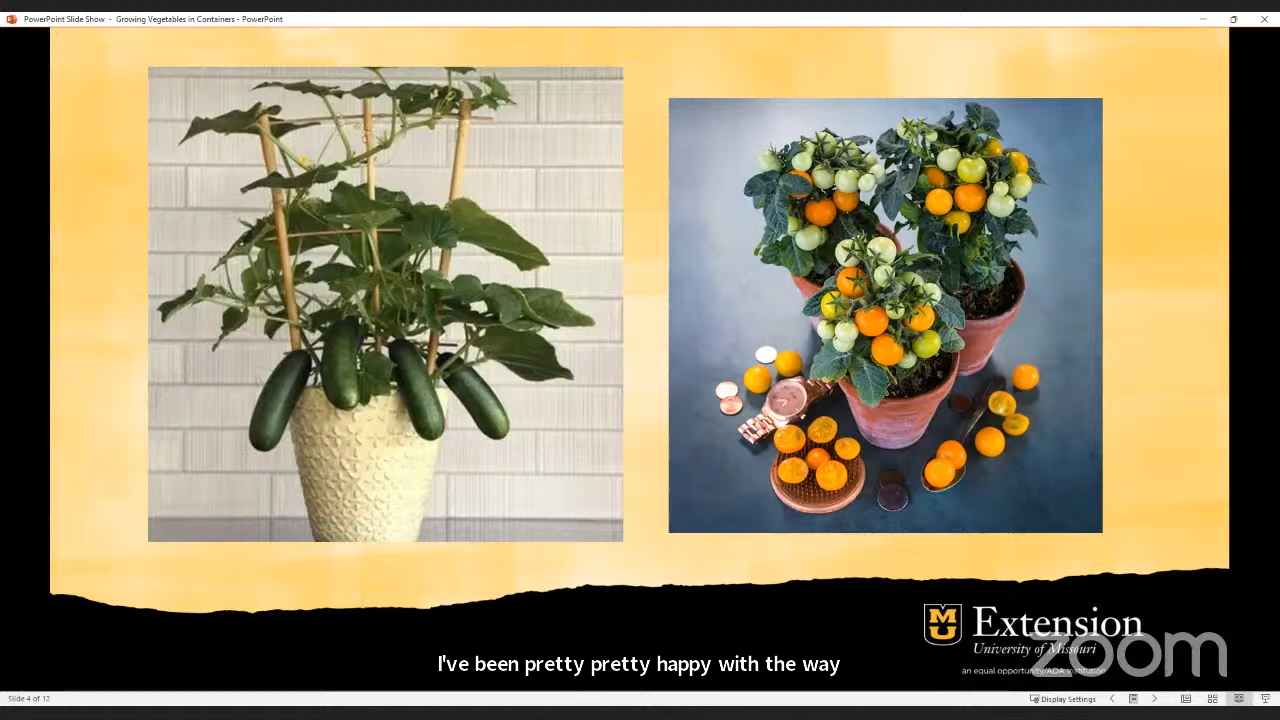 PowerPoint Slide Show - Growing Vegetables in Containers - PowerPoint
MU
Extension
University of Missouri
an equal opportunity/ADA institution
zoom
I've been pretty pretty happy with the way
Slide 4 of 12
Display Settings